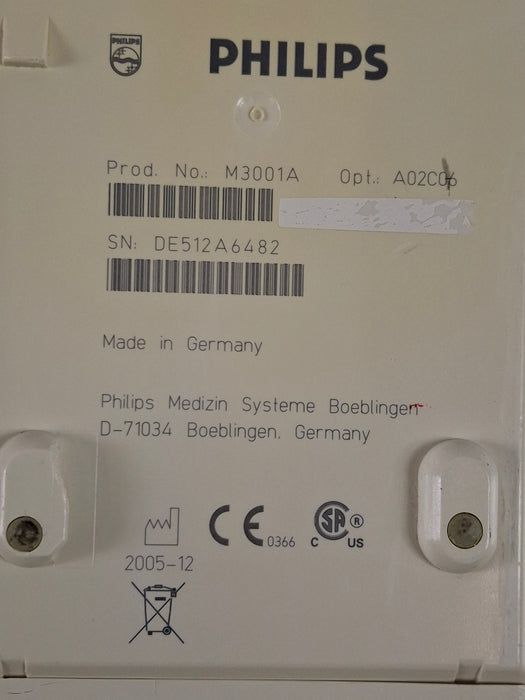 PHILIPS
PHILIPS
Prod. No.: M3001A Opt.: A02C06
SN: DE512A6482
Made in Germany
Philips Medizin Systeme Boeblingen
D-71034 Boeblingen. Germany
CE 0366
SA ®
C US
2005-12